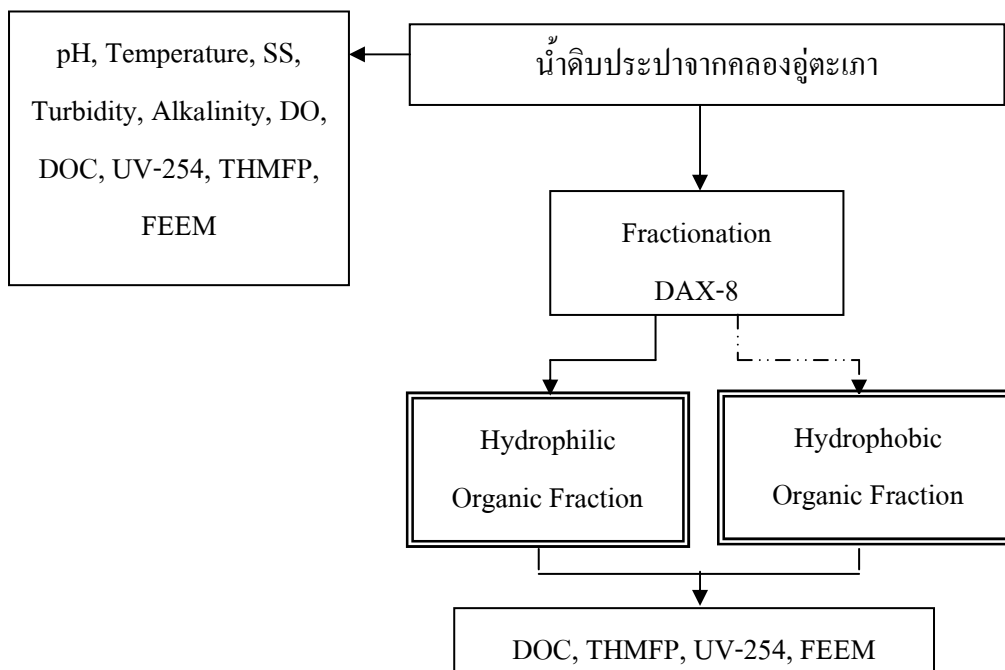 pH, Temperature, SS,
Turbidity, Alkalinity, DO,
DOC, UV-254, THMFP,
FEEM
น้ำดิบประปาจากคลองอู่ตะเภา
Fractionation
DAX-8
Hydrophilic
Organic Fraction
Hydrophobic
Organic Fraction
DOC, THMFP, UV-254, FEEM